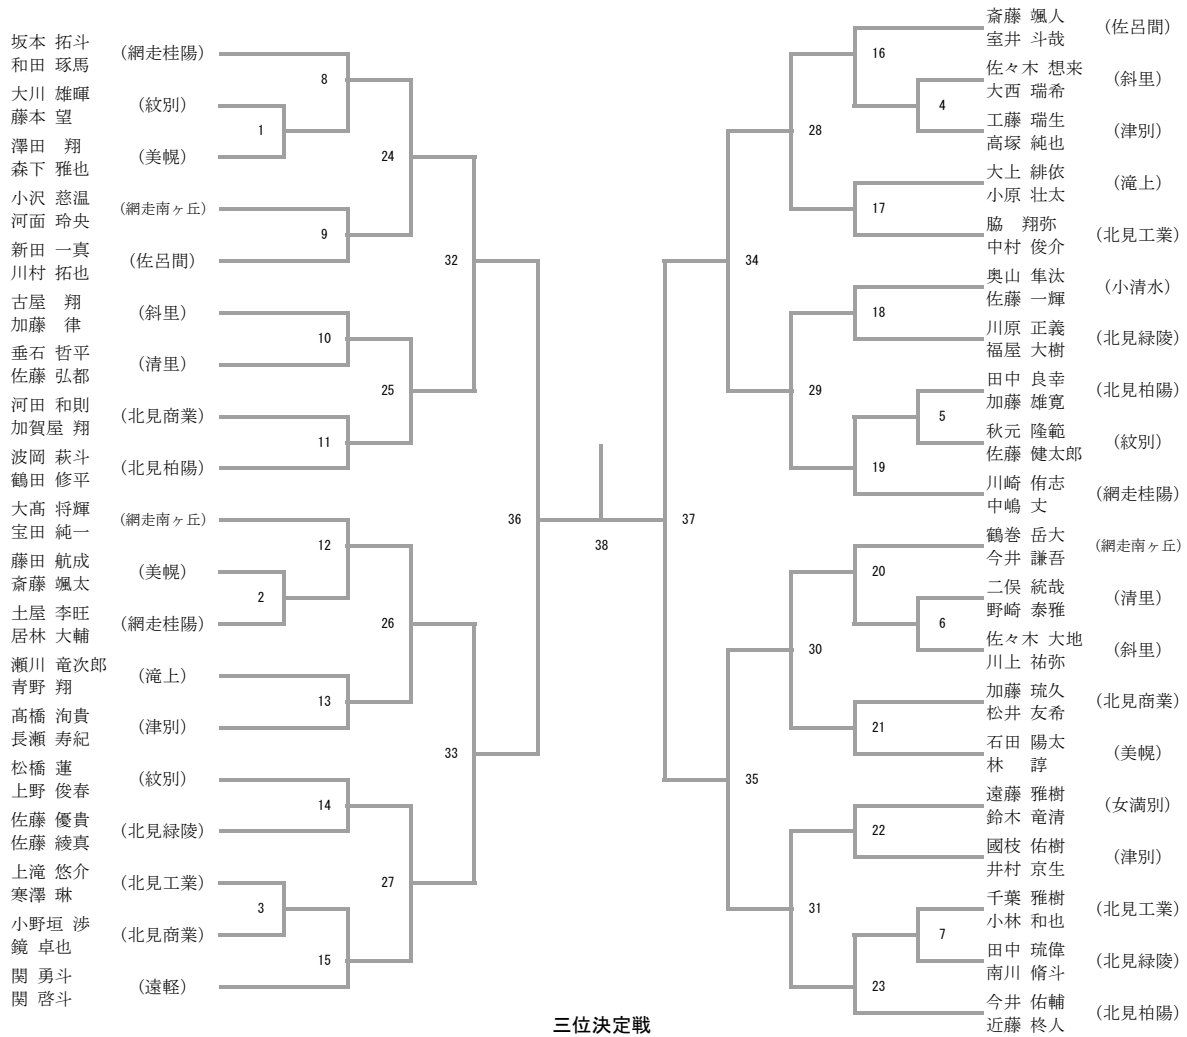 坂本 拓斗
和田 琢馬
(網走桂陽)
大川 雄暉
藤本 望
(紋別)
澤田 翔
森下 雅也
(美幌)
小沢 慈温
河面 玲央
(網走南ヶ丘)
新田 一真
川村 拓也
(佐呂間)
古屋 翔
加藤 律
(斜里)
垂石 哲平
佐藤 弘都
(清里)
河田 和則
加賀屋 翔
(北見商業)
波岡 萩斗
鶴田 修平
(北見柏陽)
大髙 将輝
宝田 純一
(網走南ヶ丘)
藤田 航成
斎藤 颯太
(美幌)
土屋 李旺
居林 大輔
(網走桂陽)
瀬川 竜次郎
青野 翔
(滝上)
髙橋 洵貴
長瀬 寿紀
(津別)
松橋 蓮
上野 俊春
(紋別)
佐藤 優貴
佐藤 綾真
(北見緑陵)
上滝 悠介
寒澤 琳
(北見工業)
小野垣 渉
鏡 卓也
(北見商業)
関 勇斗
関 啓斗
(遠軽)
1
2
3
8
9
10
11
12
13
14
15
24
25
26
27
32
33
36
38
37
34
35
28
29
30
31
16
17
18
19
20
21
22
23
4
5
6
7
斎藤 颯人
室井 斗哉
(佐呂間)
佐々木 想来
大西 瑞希
(斜里)
工藤 瑞生
高塚 純也
(津別)
大上 緋依
小原 壮太
(滝上)
脇 翔弥
中村 俊介
(北見工業)
奥山 隼汰
佐藤 一輝
(小清水)
川原 正義
福屋 大樹
(北見緑陵)
田中 良幸
加藤 雄寛
(北見柏陽)
秋元 隆範
佐藤 健太郎
(紋別)
川崎 侑志
中嶋 丈
(網走桂陽)
鶴巻 岳大
今井 謙吾
(網走南ヶ丘)
二俣 統哉
野崎 泰雅
(清里)
佐々木 大地
川上 祐弥
(斜里)
加藤 琉久
松井 友希
(北見商業)
石田 陽太
林 諄
(美幌)
遠藤 雅樹
鈴木 竜清
(女満別)
國枝 佑樹
井村 京生
(津別)
千葉 雅樹
小林 和也
(北見工業)
田中 琉偉
南川 脩斗
(北見緑陵)
今井 佑輔
近藤 柊人
(北見柏陽)
三位決定戦